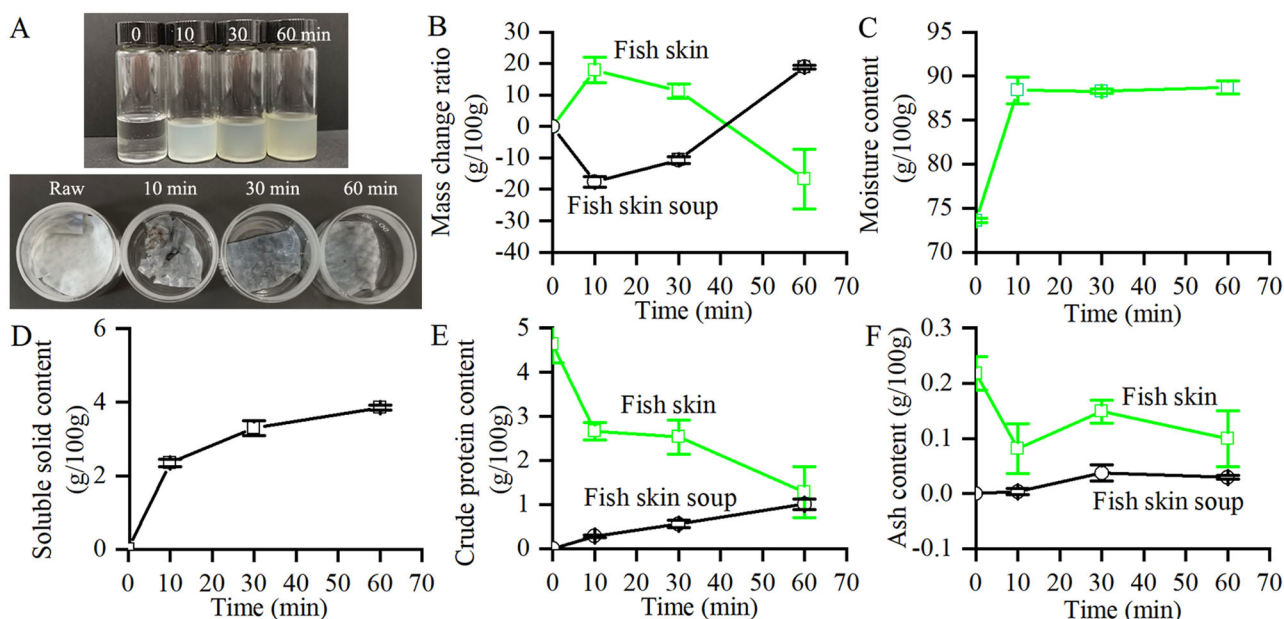 A
0 10 30 60 min
Raw 10 min 30 min 60 min
B
Mass change ratio
(g/100g)
30
20
10
0
-10
-20
-30
-40
Fish skin
Fish skin soup
0 10 20 30 40 50 60 70
Time (min)
C
Moisture content
(g/100g)
95
90
85
80
75
70
0 10 20 30 40 50 60 70
Time (min)
D
Soluble solid content
(g/100g)
6
4
2
0
0 10 20 30 40 50 60 70
Time (min)
E
Crude protein content
(g/100g)
5
4
3
2
1
0
Fish skin
Fish skin soup
0 10 20 30 40 50 60 70
Time (min)
F
Ash content (g/100g)
0.3
0.2
0.1
0.0
-0.1
Fish skin
Fish skin soup
0 10 20 30 40 50 60 70
Time (min)